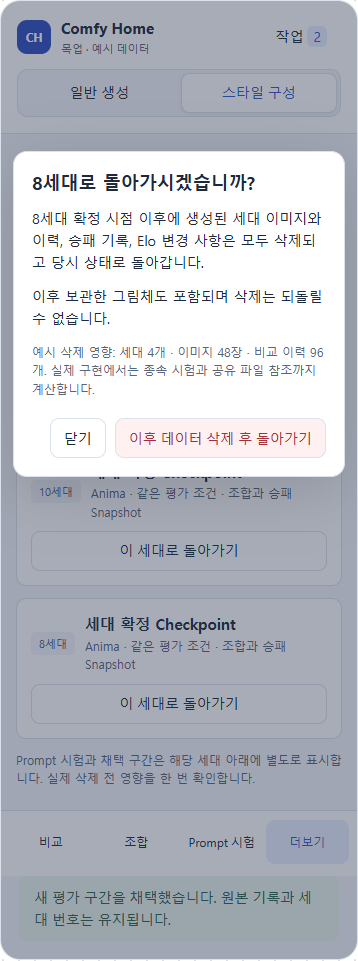 CH
Comfy Home
목업 · 예시 데이터
작업 2
일반 생성
스타일 구성
8세대로 돌아가시겠습니까?
8세대 확정 시점 이후에 생성된 세대 이미지와
이력, 승패 기록, Elo 변경 사항은 모두 삭제되
고 당시 상태로 돌아갑니다.
이후 보관한 그림체도 포함되며 삭제는 되돌릴
수 없습니다.
예시 삭제 영향: 세대 4개 · 이미지 48장 · 비교 이력 96
개. 실제 구현에서는 종속 시험과 공유 파일 참조까지
계산합니다.
닫기
이후 데이터 삭제 후 돌아가기
세대 확정 Checkpoint
10세대
Anima · 같은 평가 조건 · 조합과 승패
Snapshot
이 세대로 돌아가기
세대 확정 Checkpoint
8세대
Anima · 같은 평가 조건 · 조합과 승패
Snapshot
이 세대로 돌아가기
Prompt 시험과 채택 구간은 해당 세대 아래에 별도로 표시합
니다. 실제 삭제 전 영향을 한 번 확인합니다.
비교
조합
Prompt 시험
더보기
새 평가 구간을 채택했습니다. 원본 기록과 세
대 번호는 유지됩니다.